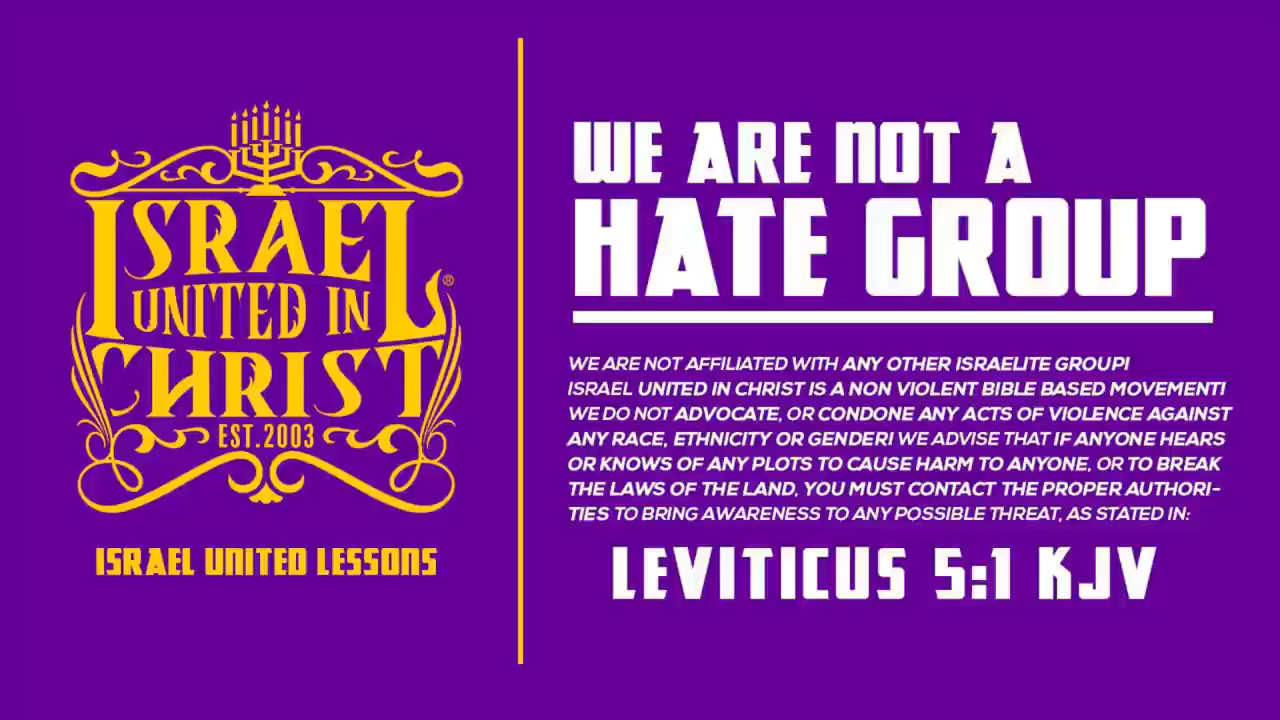 ISRAEL
UNITED IN
CHRIST
®
EST.2003
ISRAEL UNITED LESSONS
WE ARE NOT A
HATE GROUP
WE ARE NOT AFFILIATED WITH ANY OTHER ISRAELITE GROUP!
ISRAEL UNITED IN CHRIST IS A NON VIOLENT BIBLE BASED MOVEMENT!
WE DO NOT ADVOCATE, OR CONDONE ANY ACTS OF VIOLENCE AGAINST
ANY RACE, ETHNICITY OR GENDER! WE ADVISE THAT IF ANYONE HEARS
OR KNOWS OF ANY PLOTS TO CAUSE HARM TO ANYONE, OR TO BREAK
THE LAWS OF THE LAND, YOU MUST CONTACT THE PROPER AUTHORI-
TIES TO BRING AWARENESS TO ANY POSSIBLE THREAT, AS STATED IN:
LEVITICUS 5:1 KJV